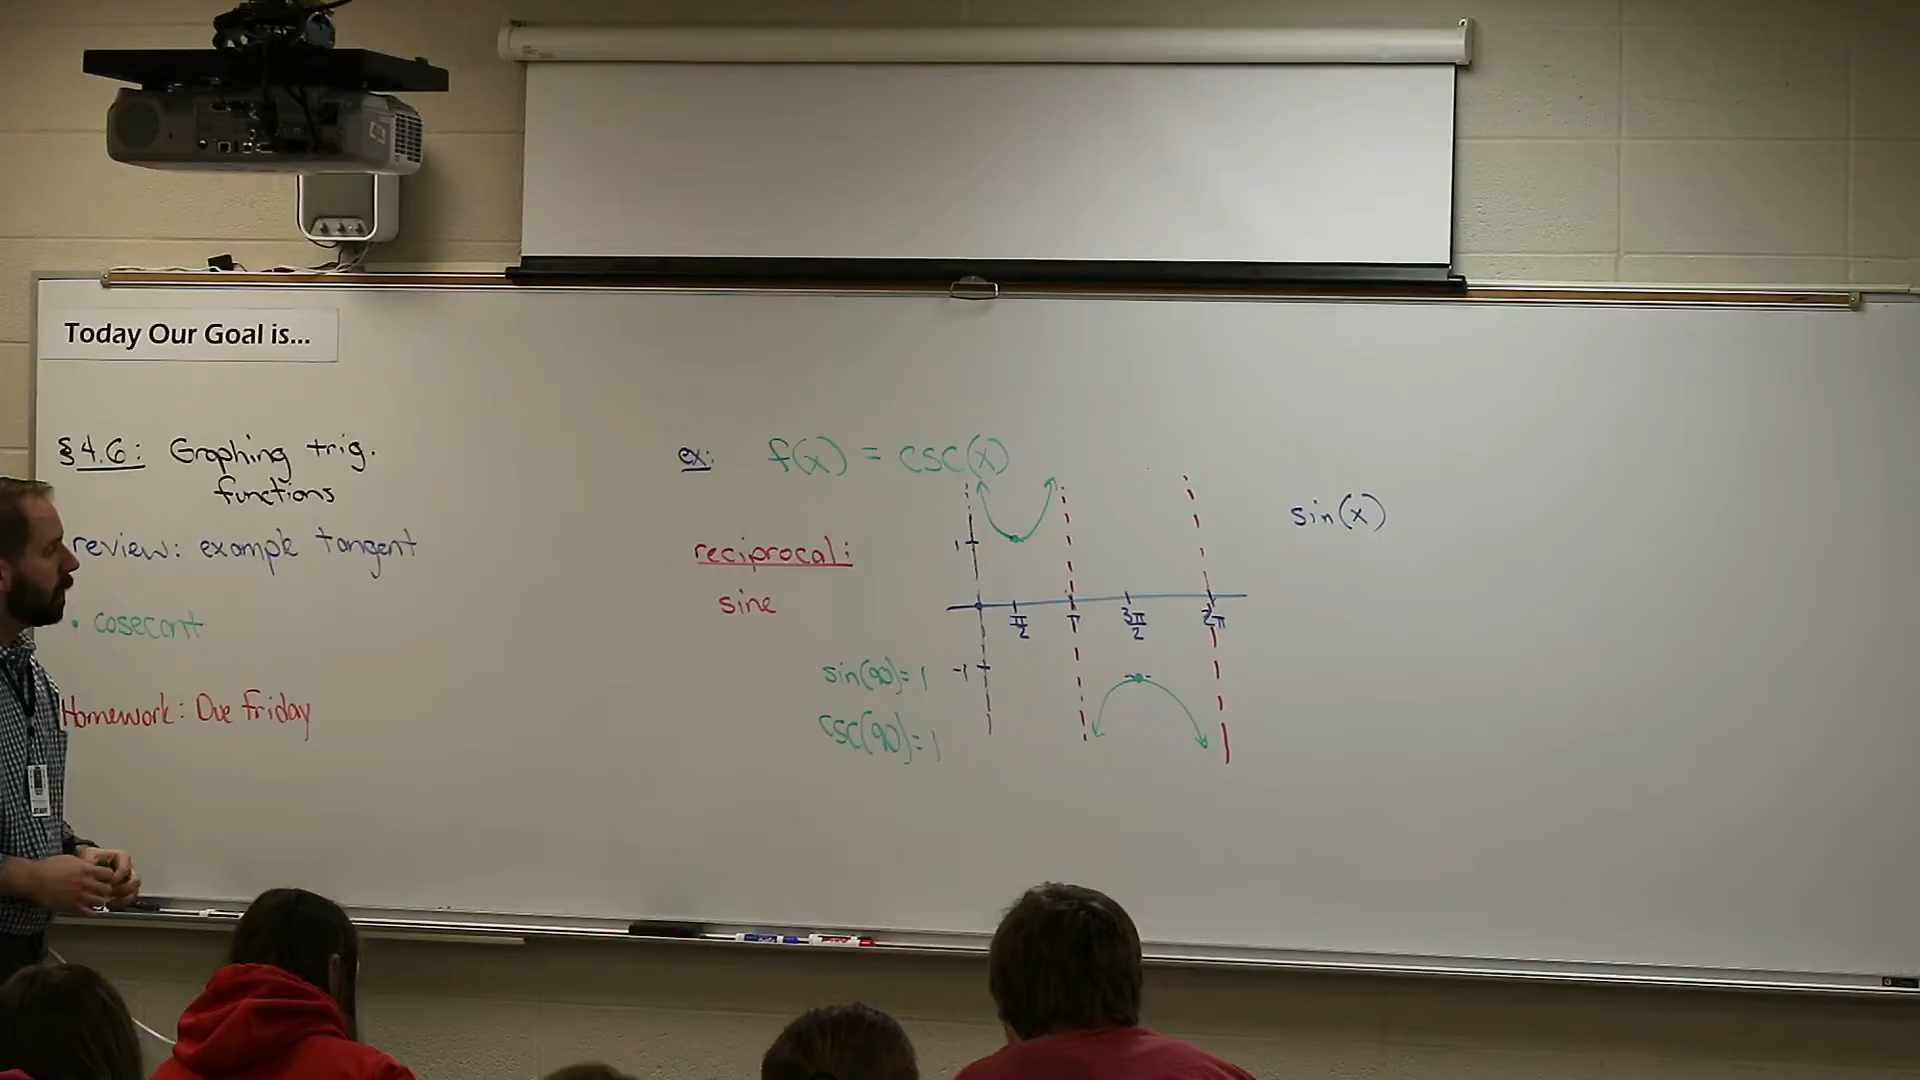 Today Our Goal is...
§4.6: Graphing trig.
functions
review: example tangent
• cosecant
Homework: Due Friday
ex: f(x) = csc(x)
reciprocal:
sine
sin(90)=1
csc(90)=1
1
-1
π/2
π
3π/2
2π
sin(x)